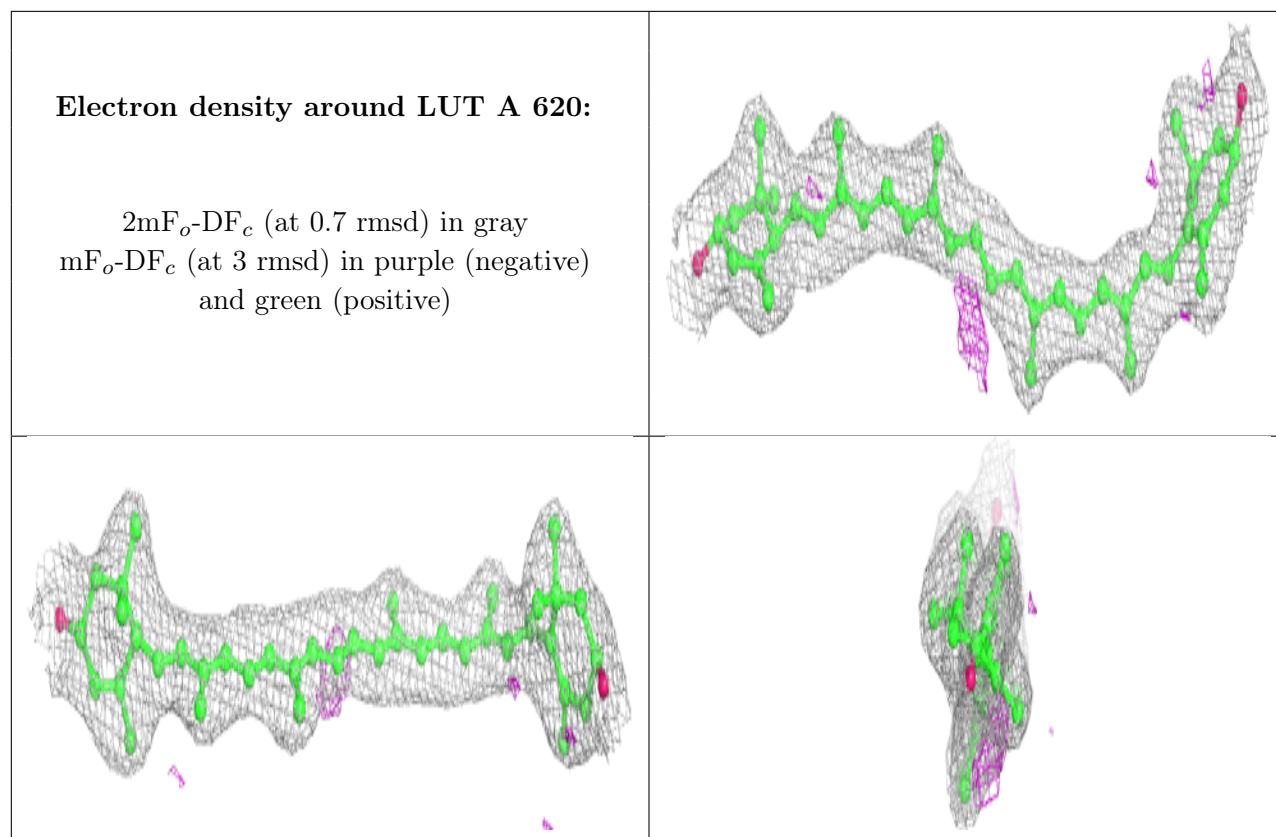 Electron density around LUT A 620:
2mFₒ-DF𝒸 (at 0.7 rmsd) in gray
mFₒ-DF𝒸 (at 3 rmsd) in purple (negative)
and green (positive)